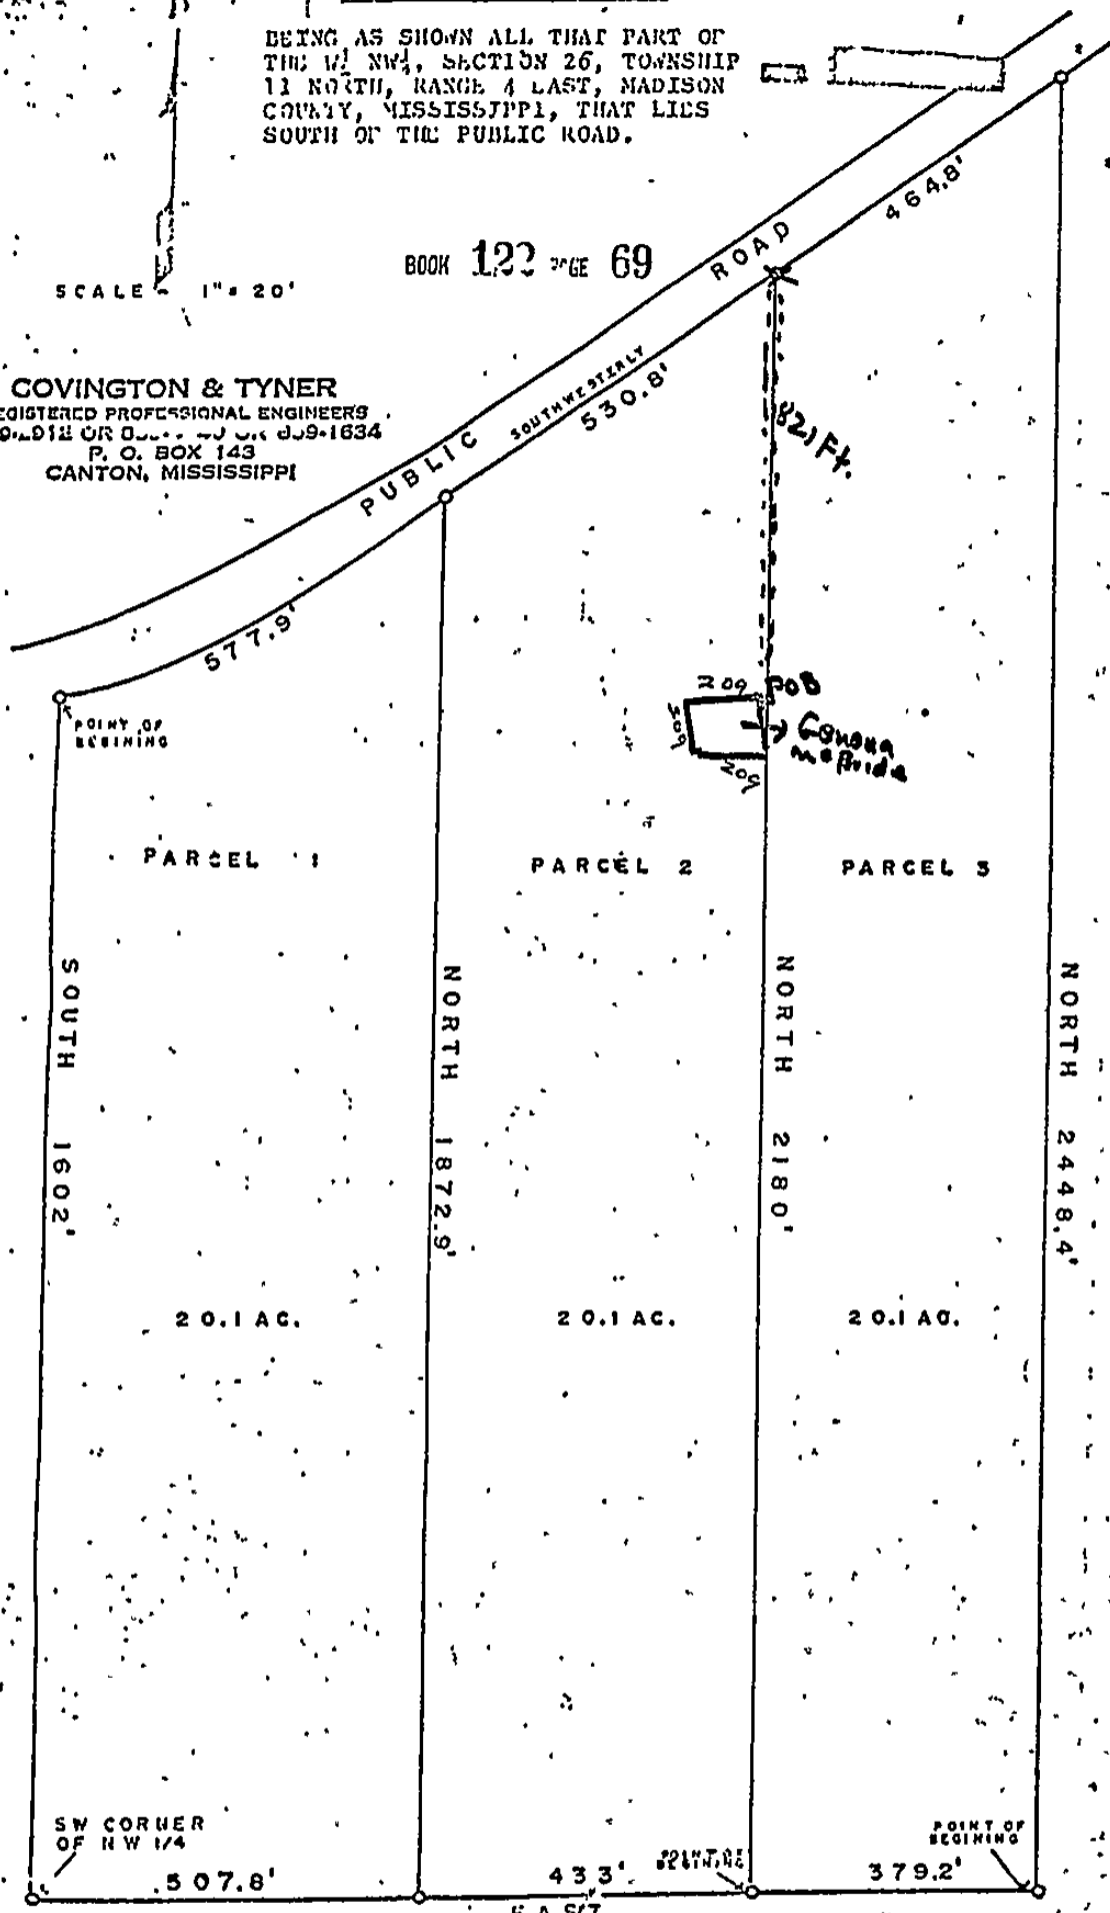 BEING AS SHOWN ALL THAT PART OF
THE W½ NW¼, SECTION 26, TOWNSHIP
11 NORTH, RANGE 4 EAST, MADISON
COUNTY, MISSISSIPPI, THAT LIES
SOUTH OF THE PUBLIC ROAD.
BOOK 122 PAGE 69
SCALE - 1" = 20'
COVINGTON & TYNER
REGISTERED PROFESSIONAL ENGINEERS
OR 859-1634
P. O. BOX 143
CANTON, MISSISSIPPI
PUBLIC ROAD
SOUTHWESTERLY
464.8'
530.8'
577.9'
821 Ft.
POINT OF
BEGINING
209 POB
209
209
PARCEL 1
PARCEL 2
PARCEL 3
SOUTH 1602'
NORTH 1872.9'
NORTH 2180'
NORTH 2448.4'
20.1 AC.
20.1 AC.
20.1 AC.
SW CORNER
OF NW 1/4
POINT OF
BEGINING
POINT OF
BEGINING
507.8'
433'
379.2'